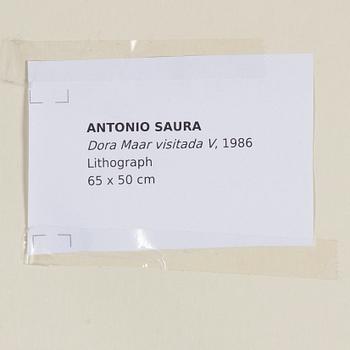 ANTONIO SAURA
Dora Maar visitada V, 1986
Lithograph
65 x 50 cm